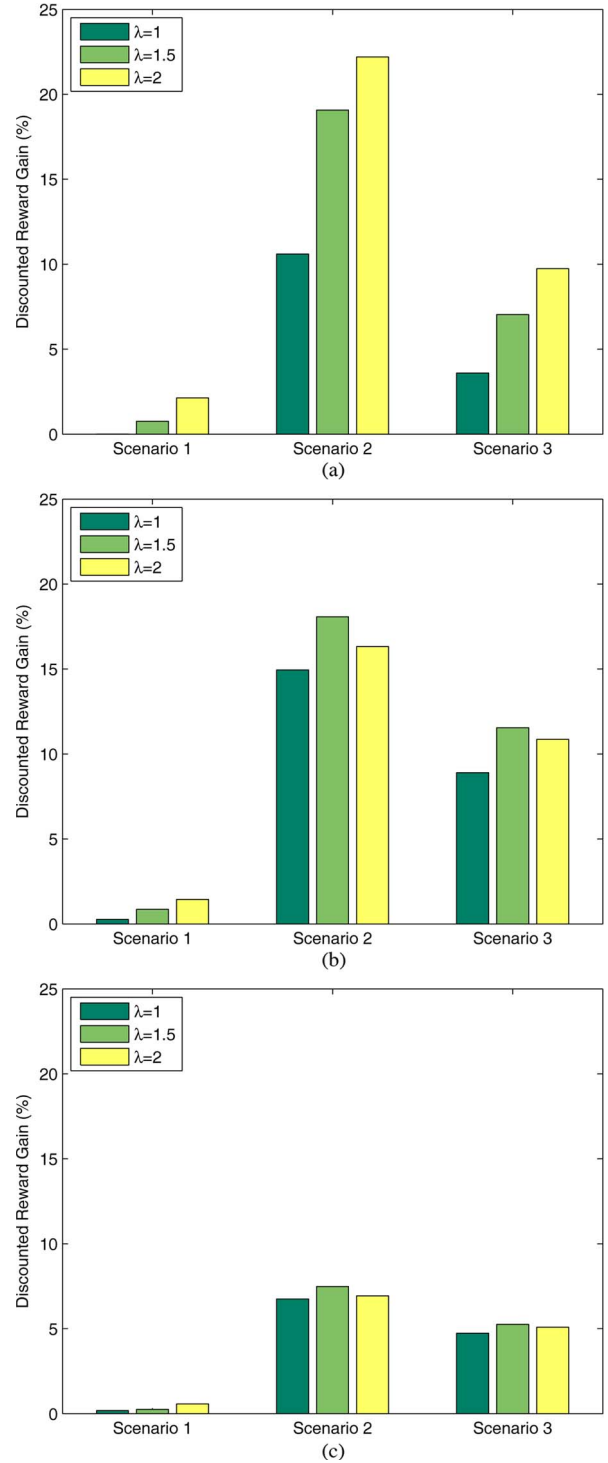 25
20
15
10
5
0
Discounted Reward Gain (%)
λ=1
λ=1.5
λ=2
Scenario 1 Scenario 2 Scenario 3
(a)
25
20
15
10
5
0
Discounted Reward Gain (%)
λ=1
λ=1.5
λ=2
Scenario 1 Scenario 2 Scenario 3
(b)
25
20
15
10
5
0
Discounted Reward Gain (%)
λ=1
λ=1.5
λ=2
Scenario 1 Scenario 2 Scenario 3
(c)